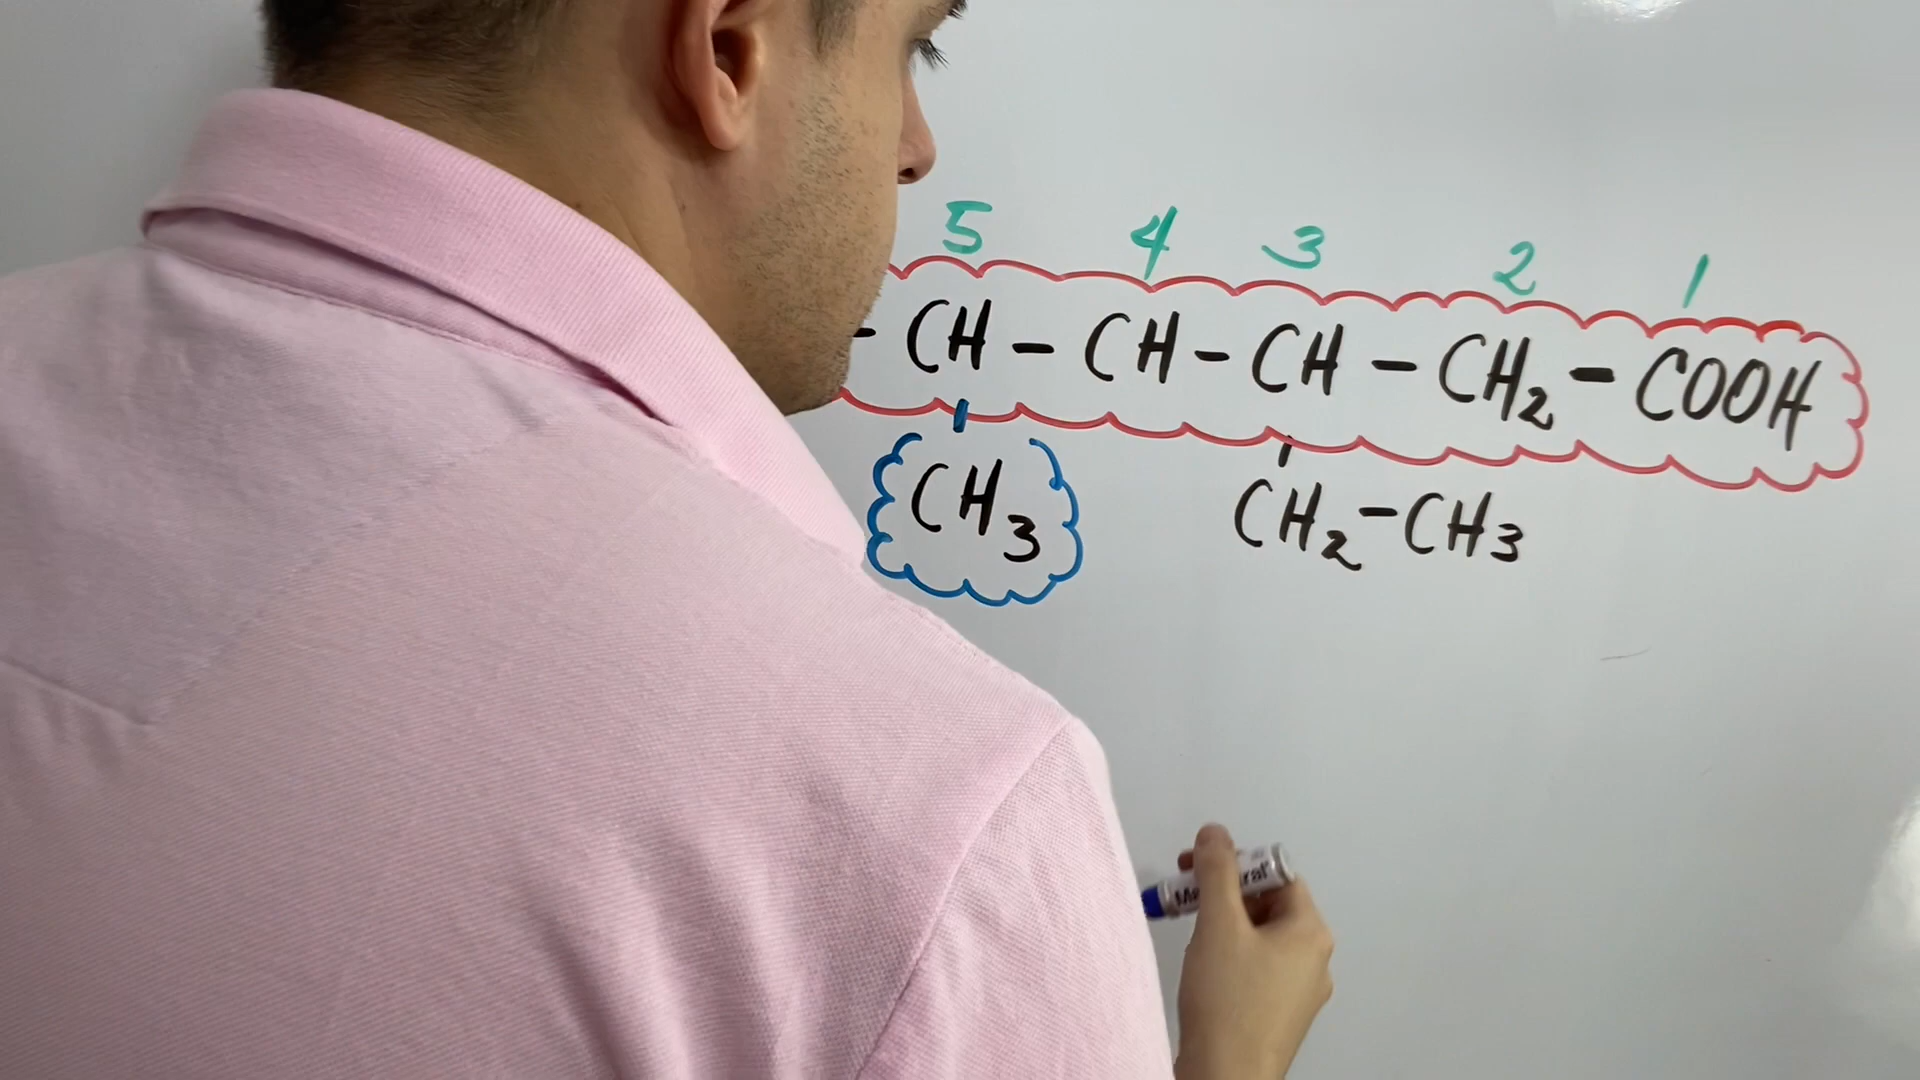 5 4 3 2 1
- CH - CH - CH - CH₂ - COOH
CH₃ CH₂-CH₃